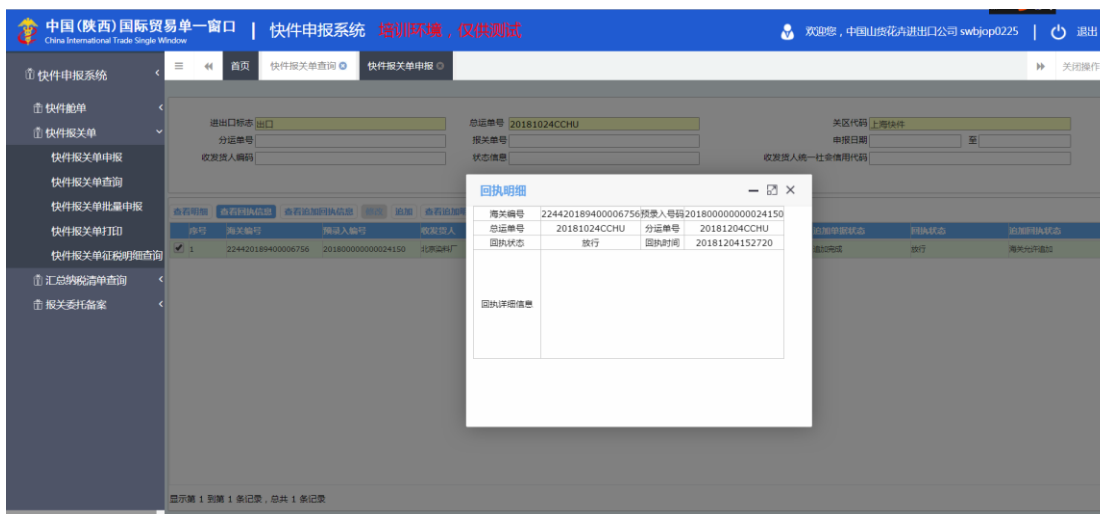 中国(陕西)国际贸易单一窗口 | 快件申报系统 培训环境，仅供测试 欢迎您，中国山货花卉进出口公司 swbjop0225 | 退出
China International Trade Single Window
快件申报系统 首页 快件报关单查询 快件报关单申报 关闭操作
快件舱单
快件报关单
快件报关单申报
快件报关单查询
快件报关单批量申报
快件报关单打印
快件报关单征税明细查询
汇总纳税清单查询
报关委托备案
进出口标志 出口 总运单号 20181024CCHU 关区代码 上海快件
分运单号 报关单号 申报日期 至
收发货人编码 状态信息 收发货人统一社会信用代码
查看明细 查看回执信息 查看追加回执信息 修改 追加 查看追加
序号 海关编号 预录入编号 收发货人 追加单据状态 回执状态 追加回执状态
1 224420189400006756 201800000000024150 北京染料厂 追加完成 放行 海关允许追加
回执明细
海关编号 224420189400006756 预录入号码 201800000000024150
总运单号 20181024CCHU 分运单号 20181204CCHU
回执状态 放行 回执时间 20181204152720
回执详细信息
显示第 1 到第 1 条记录，总共 1 条记录